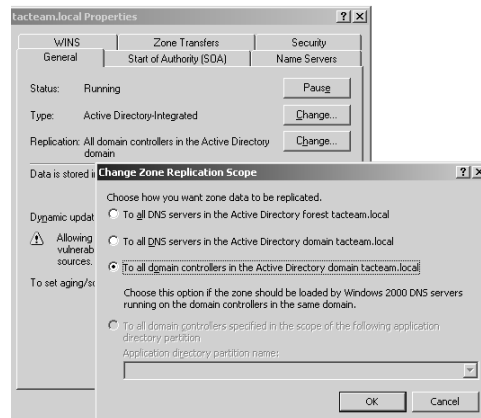 tacteam.local Properties
WINS
Zone Transfers
Security
General
Start of Authority (SOA)
Name Servers
Status: Running
Pause
Type: Active Directory-Integrated
Change...
Replication: All domain controllers in the Active Directory
domain
Change...
Data is stored i
Change Zone Replication Scope
Choose how you want zone data to be replicated.
To all DNS servers in the Active Directory forest tacteam.local
Dynamic updat
To all DNS servers in the Active Directory domain tacteam.local
Allowing
vulnerab
sources.
To all domain controllers in the Active Directory domain tacteam.local
To set aging/sc
Choose this option if the zone should be loaded by Windows 2000 DNS servers
running on the domain controllers in the same domain.
To all domain controllers specified in the scope of the following application
directory partition
Application directory partition name:
OK
Cancel